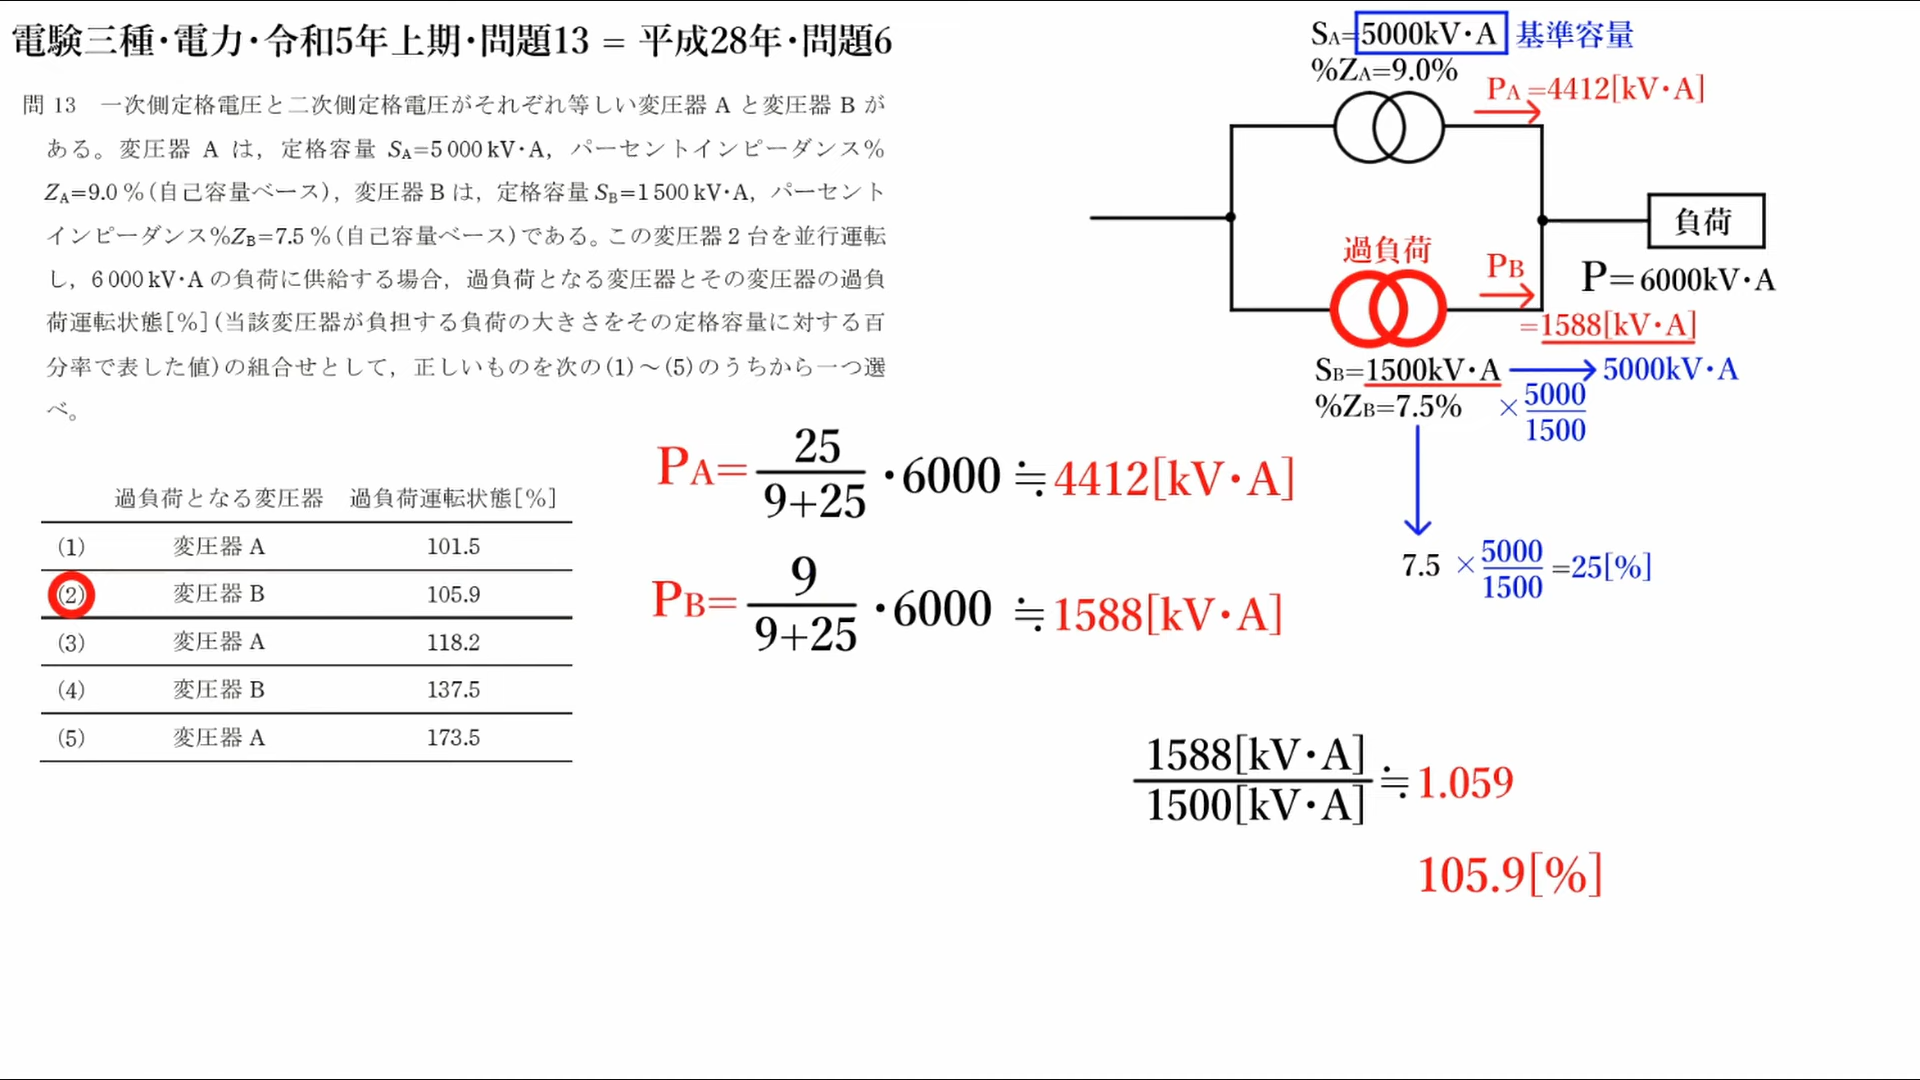 電験三種・電力・令和5年上期・問題13 = 平成28年・問題6
問 13　一次側定格電圧と二次側定格電圧がそれぞれ等しい変圧器 A と変圧器 B が
ある。変圧器 A は，定格容量 SA=5 000 kV・A，パーセントインピーダンス%
ZA=9.0 %(自己容量ベース)，変圧器 B は，定格容量 SB=1 500 kV・A，パーセント
インピーダンス%ZB=7.5 %(自己容量ベース)である。この変圧器 2 台を並行運転
し，6 000 kV・A の負荷に供給する場合，過負荷となる変圧器とその変圧器の過負
荷運転状態[%](当該変圧器が負担する負荷の大きさをその定格容量に対する百
分率で表した値)の組合せとして，正しいものを次の(1)～(5)のうちから一つ選
べ。
過負荷となる変圧器　過負荷運転状態[%]
(1)　変圧器 A　101.5
(2)　変圧器 B　105.9
(3)　変圧器 A　118.2
(4)　変圧器 B　137.5
(5)　変圧器 A　173.5
SA=5000kV・A 基準容量
%ZA=9.0%
PA=4412[kV・A]
負荷
P=6000kV・A
過負荷
PB
=1588[kV・A]
SB=1500kV・A → 5000kV・A
%ZB=7.5% ×5000/1500
7.5 ×5000/1500 =25[%]
PA= 25/(9+25) ・6000 ≒ 4412[kV・A]
PB= 9/(9+25) ・6000 ≒ 1588[kV・A]
1588[kV・A]/1500[kV・A] ≒ 1.059
105.9[%]